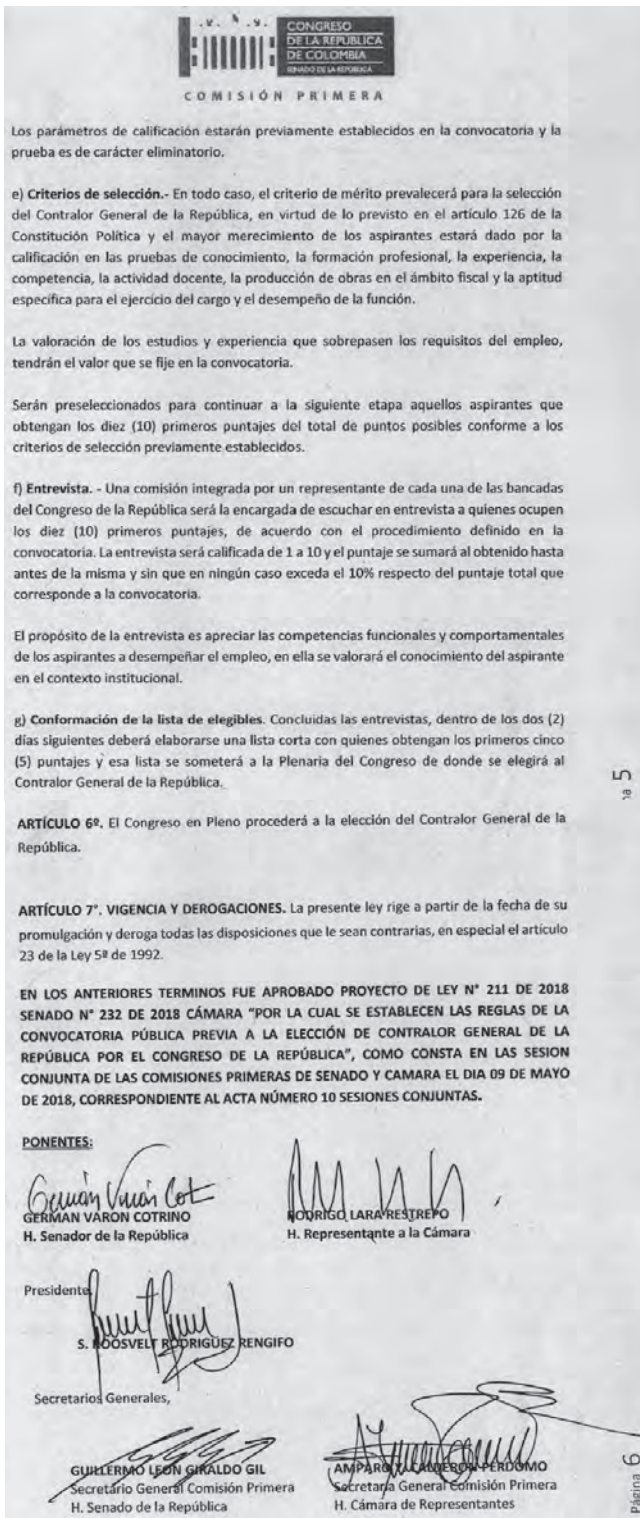 CONGRESO
DE LA REPÚBLICA
DE COLOMBIA
SENADO DE LA REPÚBLICA
COMISIÓN PRIMERA
Los parámetros de calificación estarán previamente establecidos en la convocatoria y la
prueba es de carácter eliminatorio.
e) Criterios de selección.- En todo caso, el criterio de mérito prevalecerá para la selección
del Contralor General de la República, en virtud de lo previsto en el artículo 126 de la
Constitución Política y el mayor merecimiento de los aspirantes estará dado por la
calificación en las pruebas de conocimiento, la formación profesional, la experiencia, la
competencia, la actividad docente, la producción de obras en el ámbito fiscal y la aptitud
específica para el ejercicio del cargo y el desempeño de la función.
La valoración de los estudios y experiencia que sobrepasen los requisitos del empleo,
tendrán el valor que se fije en la convocatoria.
Serán preseleccionados para continuar a la siguiente etapa aquellos aspirantes que
obtengan los diez (10) primeros puntajes del total de puntos posibles conforme a los
criterios de selección previamente establecidos.
f) Entrevista. - Una comisión integrada por un representante de cada una de las bancadas
del Congreso de la República será la encargada de escuchar en entrevista a quienes ocupen
los diez (10) primeros puntajes, de acuerdo con el procedimiento definido en la
convocatoria. La entrevista será calificada de 1 a 10 y el puntaje se sumará al obtenido hasta
antes de la misma y sin que en ningún caso exceda el 10% respecto del puntaje total que
corresponde a la convocatoria.
El propósito de la entrevista es apreciar las competencias funcionales y comportamentales
de los aspirantes a desempeñar el empleo, en ella se valorará el conocimiento del aspirante
en el contexto institucional.
g) Conformación de la lista de elegibles. Concluidas las entrevistas, dentro de los dos (2)
días siguientes deberá elaborarse una lista corta con quienes obtengan los primeros cinco
(5) puntajes y esa lista se someterá a la Plenaria del Congreso de donde se elegirá al
Contralor General de la República.
na 5
ARTÍCULO 6º. El Congreso en Pleno procederá a la elección del Contralor General de la
República.
ARTÍCULO 7°. VIGENCIA Y DEROGACIONES. La presente ley rige a partir de la fecha de su
promulgación y deroga todas las disposiciones que le sean contrarias, en especial el artículo
23 de la Ley 5ª de 1992.
EN LOS ANTERIORES TERMINOS FUE APROBADO PROYECTO DE LEY N° 211 DE 2018
SENADO N° 232 DE 2018 CÁMARA "POR LA CUAL SE ESTABLECEN LAS REGLAS DE LA
CONVOCATORIA PÚBLICA PREVIA A LA ELECCIÓN DE CONTRALOR GENERAL DE LA
REPÚBLICA POR EL CONGRESO DE LA REPÚBLICA", COMO CONSTA EN LAS SESION
CONJUNTA DE LAS COMISIONES PRIMERAS DE SENADO Y CAMARA EL DIA 09 DE MAYO
DE 2018, CORRESPONDIENTE AL ACTA NÚMERO 10 SESIONES CONJUNTAS.
PONENTES:
Germán Varón Cot
GERMAN VARON COTRINO
H. Senador de la República
RODRIGO LARA RESTREPO
H. Representante a la Cámara
Presidente,
S. ROOSVELT RODRIGUEZ RENGIFO
Secretarios Generales,
GUILLERMO LEON GIRALDO GIL
Secretario General Comisión Primera
H. Senado de la República
AMPARO Y. CALDERON PERDOMO
Secretaria General Comisión Primera
H. Cámara de Representantes
Página 6